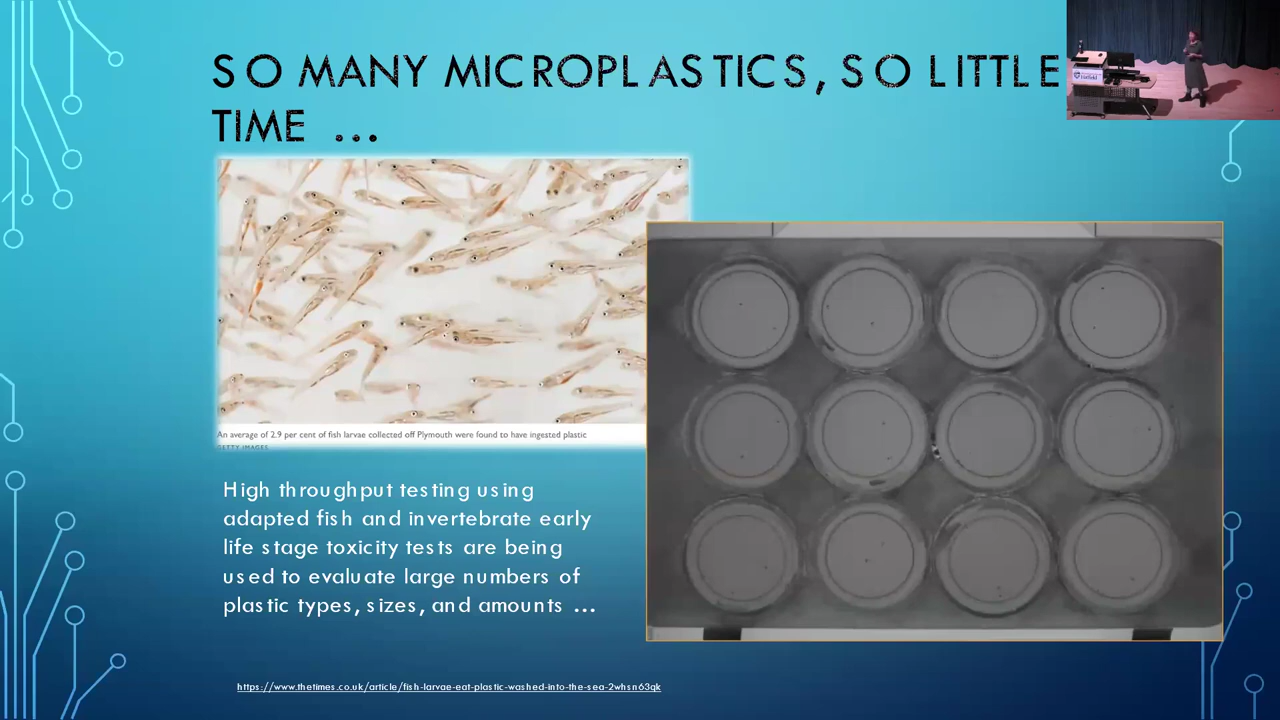 SO MANY MICROPLASTICS, SO LITTLE
TIME ...
An average of 2.9 per cent of fish larvae collected off Plymouth were found to have ingested plastic
GETTY IMAGES
High throughput testing using
adapted fish and invertebrate early
life stage toxicity tests are being
used to evaluate large numbers of
plastic types, sizes, and amounts ...
https://www.thetimes.co.uk/article/fish-larvae-eat-plastic-washed-into-the-sea-2whsn63qk